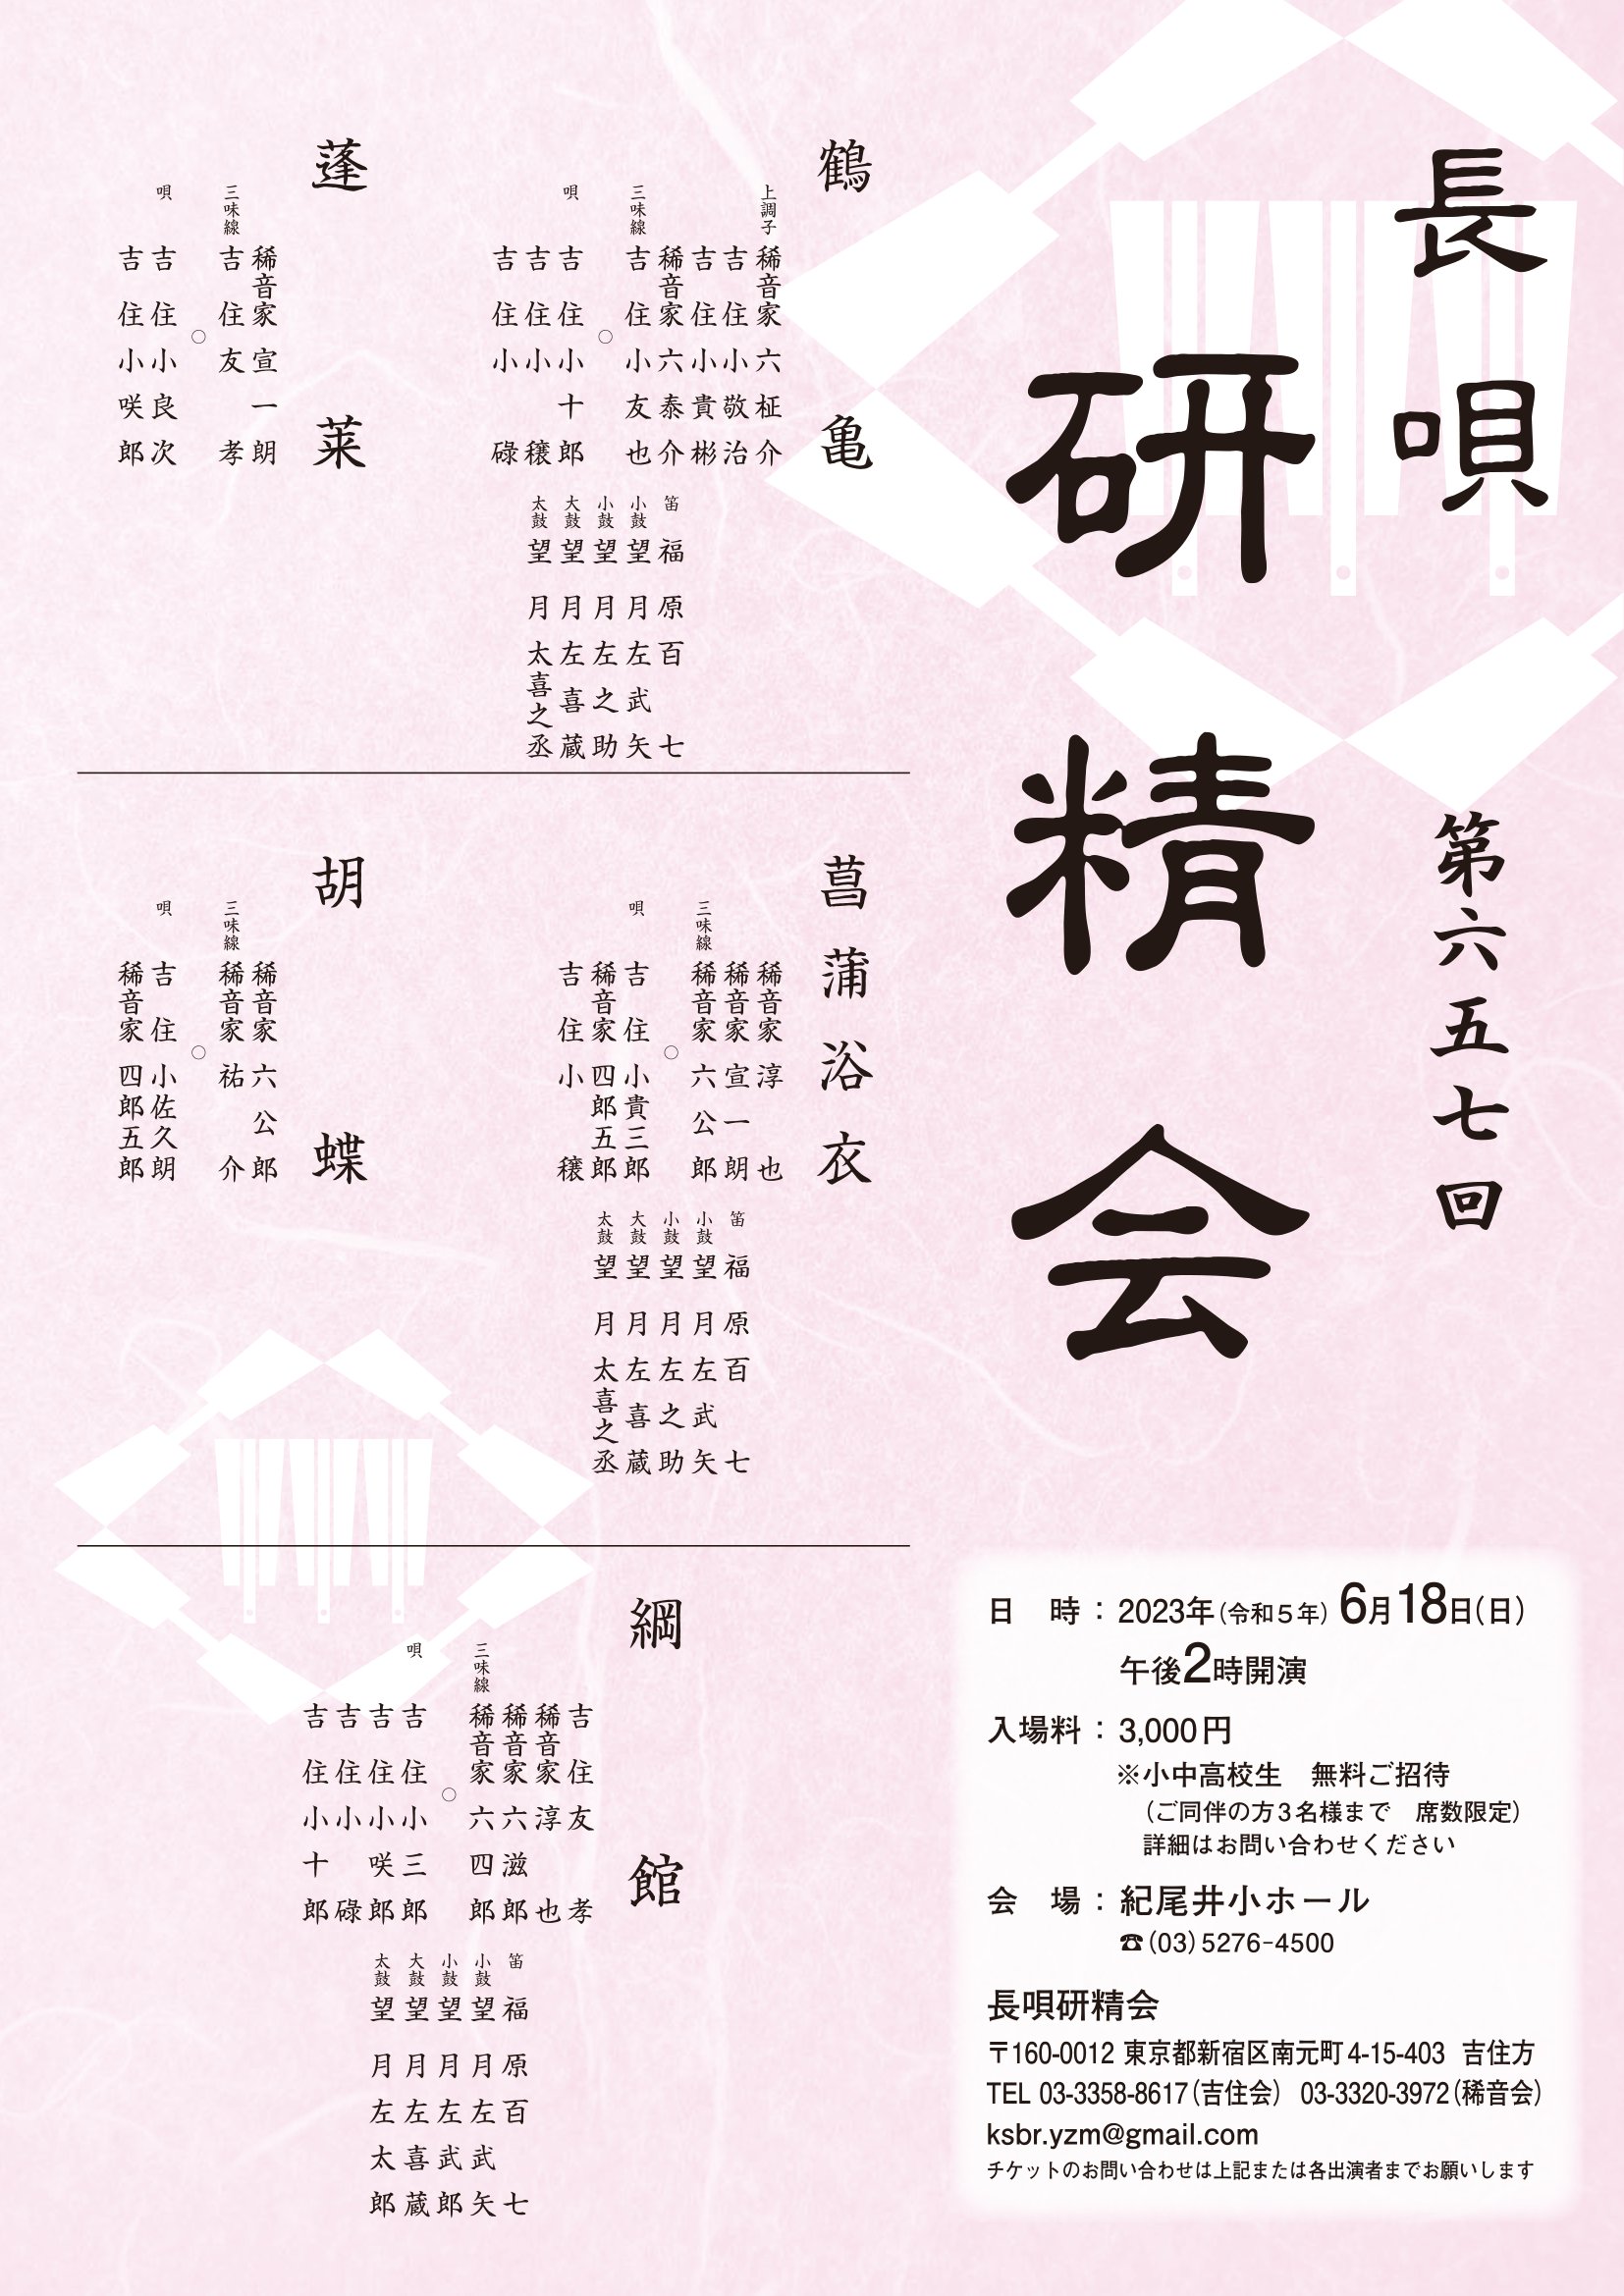 長唄
研精会
第六五七回
鶴亀
上調子 稀音家六柾介
吉住小敬治
吉住小貴彬
稀音家六泰介
三味線 吉住小友也
○
唄 吉住小十郎
吉住小穣
吉住小碌
笛 福原百七
小鼓 望月左武矢
小鼓 望月左之助
大鼓 望月左喜蔵
太鼓 望月太喜之丞
蓬莱
稀音家宣一朗
三味線 吉住友孝
○
唄 吉住小良次
吉住小咲郎
菖蒲浴衣
稀音家淳也
稀音家宣一朗
三味線 稀音家六公郎
○
唄 吉住小貴三郎
稀音家四郎五郎
吉住小穣
笛 福原百七
小鼓 望月左武矢
小鼓 望月左之助
大鼓 望月左喜蔵
太鼓 望月太喜之丞
胡蝶
稀音家六公郎
三味線 稀音家祐介
○
唄 吉住小佐久朗
稀音家四郎五郎
綱館
吉住友孝
稀音家淳也
稀音家六滋郎
三味線 稀音家六四郎
○
唄 吉住小三郎
吉住小咲郎
吉住小碌
吉住小十郎
笛 福原百七
小鼓 望月左武矢
小鼓 望月左武郎
大鼓 望月左喜蔵
太鼓 望月左太郎
日　時：2023年（令和5年）6月18日（日）
午後2時開演
入場料：3,000円
※小中高校生　無料ご招待
（ご同伴の方3名様まで　席数限定）
詳細はお問い合わせください
会　場：紀尾井小ホール
☎（03）5276-4500
長唄研精会
〒160-0012 東京都新宿区南元町4-15-403 吉住方
TEL 03-3358-8617（吉住会） 03-3320-3972（稀音会）
ksbr.yzm@gmail.com
チケットのお問い合わせは上記または各出演者までお願いします